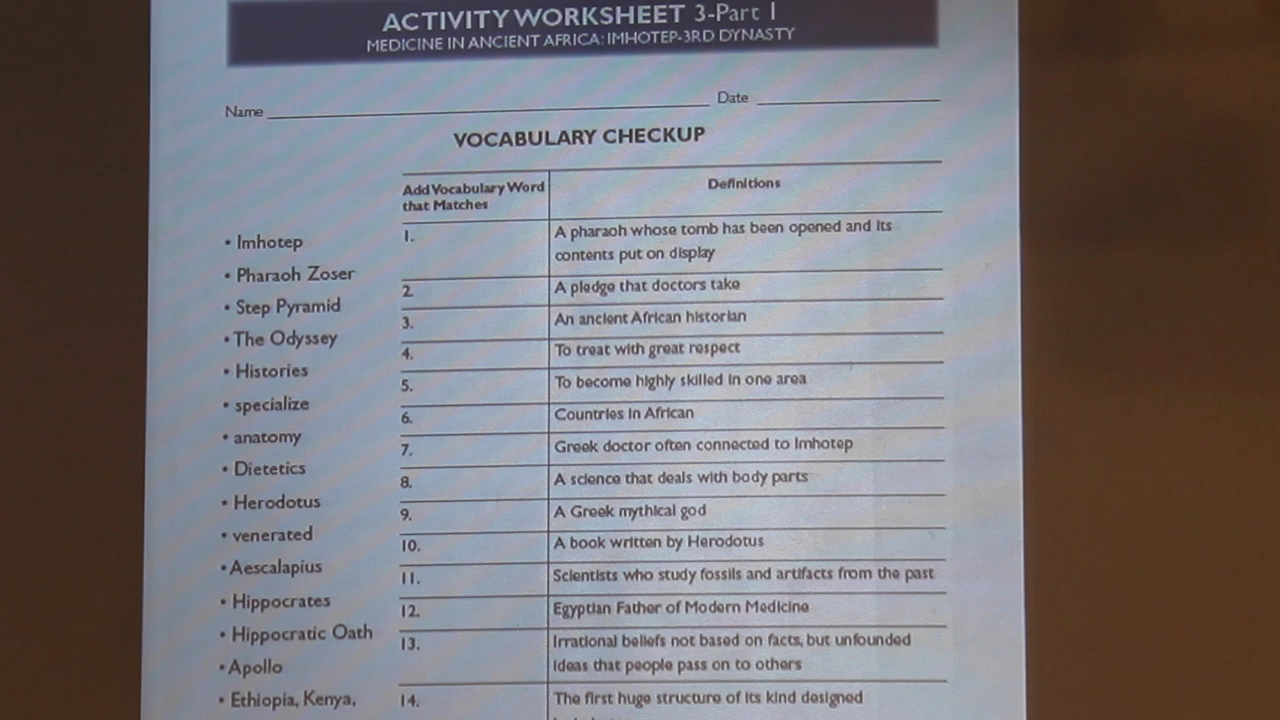 ACTIVITY WORKSHEET 3-Part 1
MEDICINE IN ANCIENT AFRICA: IMHOTEP-3RD DYNASTY
Name
Date
VOCABULARY CHECKUP
• Imhotep
• Pharaoh Zoser
• Step Pyramid
• The Odyssey
• Histories
• specialize
• anatomy
• Dietetics
• Herodotus
• venerated
• Aescalapius
• Hippocrates
• Hippocratic Oath
• Apollo
• Ethiopia, Kenya,
Add Vocabulary Word
that Matches
Definitions
1. A pharaoh whose tomb has been opened and its
contents put on display
2. A pledge that doctors take
3. An ancient African historian
4. To treat with great respect
5. To become highly skilled in one area
6. Countries in African
7. Greek doctor often connected to Imhotep
8. A science that deals with body parts
9. A Greek mythical god
10. A book written by Herodotus
11. Scientists who study fossils and artifacts from the past
12. Egyptian Father of Modern Medicine
13. Irrational beliefs not based on facts, but unfounded
ideas that people pass on to others
14. The first huge structure of its kind designed